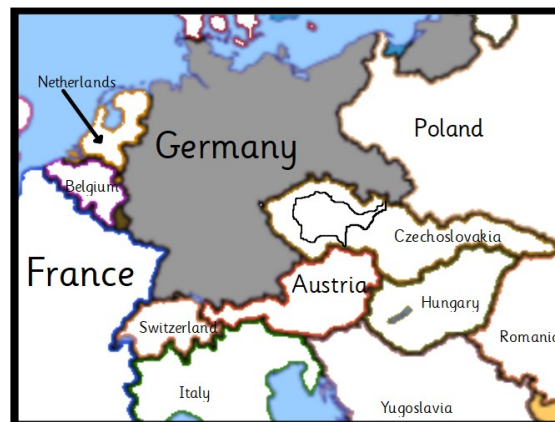 Netherlands
Poland
Germany
Belgium
Czechoslovakia
France
Austria
Hungary
Switzerland
Romania
Italy
Yugoslavia